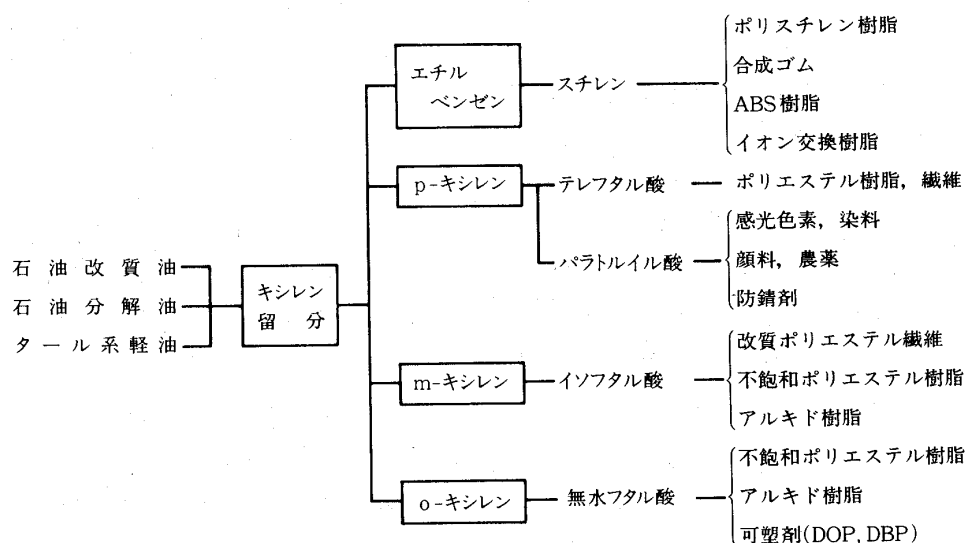 石油改質油
石油分解油
タール系軽油
キシレン
留分
エチル
ベンゼン
スチレン
ポリスチレン樹脂
合成ゴム
ABS樹脂
イオン交換樹脂
p-キシレン
テレフタル酸
ポリエステル樹脂, 繊維
パラトルイル酸
感光色素, 染料
顔料, 農薬
防錆剤
m-キシレン
イソフタル酸
改質ポリエステル繊維
不飽和ポリエステル樹脂
アルキド樹脂
o-キシレン
無水フタル酸
不飽和ポリエステル樹脂
アルキド樹脂
可塑剤(DOP, DBP)